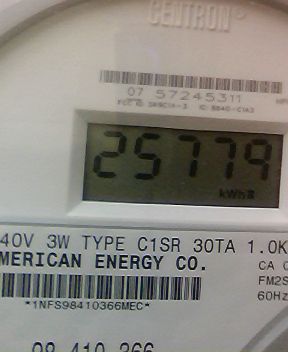 CENTRON®
07 57245311
25779
kWh
40V 3W TYPE C1SR 30TA 1.0K
MERICAN ENERGY CO.
CA
FM2S
60Hz
*1NFS98410366MEC*
98 410 366